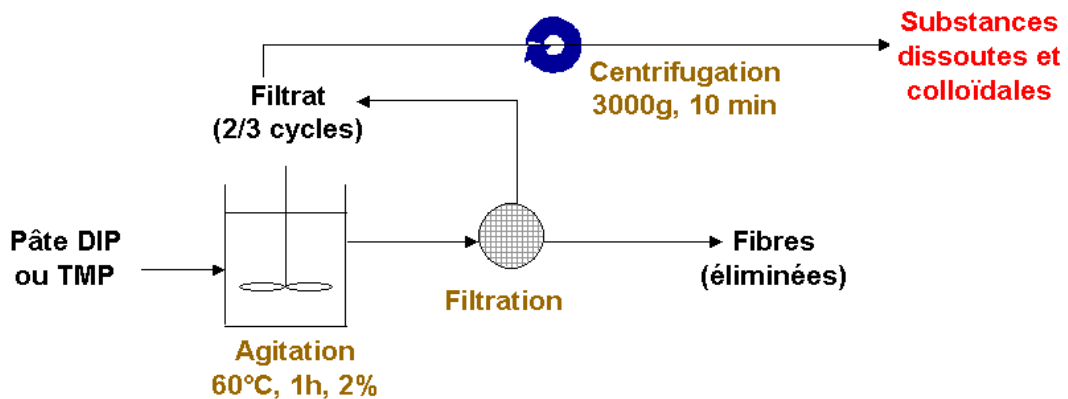 Substances
dissoutes et
colloïdales
Centrifugation
3000g, 10 min
Filtrat
(2/3 cycles)
Pâte DIP
ou TMP
Fibres
(éliminées)
Filtration
Agitation
60°C, 1h, 2%